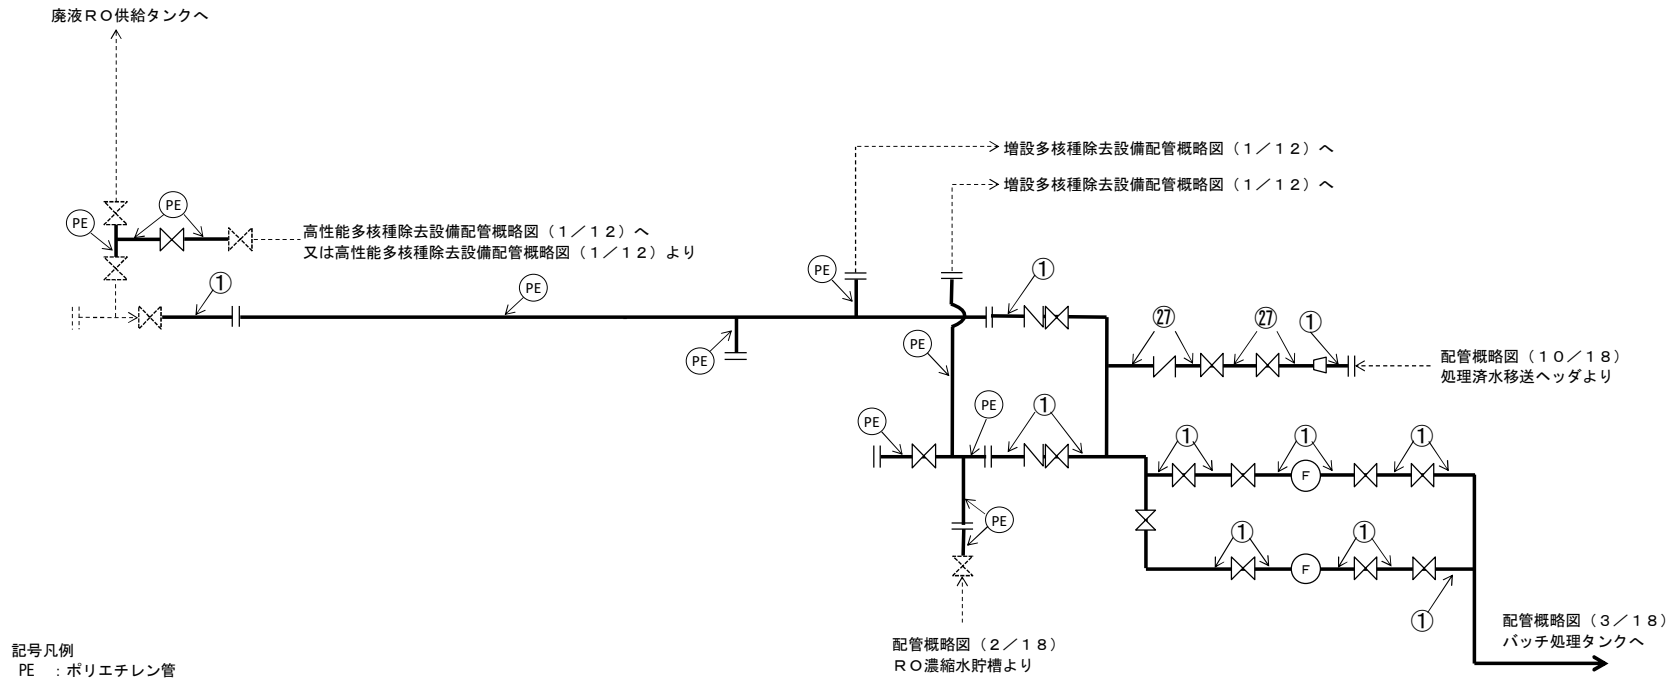 廃液RO供給タンクへ
増設多核種除去設備配管概略図（1／12）へ
増設多核種除去設備配管概略図（1／12）へ
PE
PE
高性能多核種除去設備配管概略図（1／12）へ
又は高性能多核種除去設備配管概略図（1／12）より
①
PE
PE
①
PE
PE
㉗
㉗
①
配管概略図（10／18）
処理済水移送ヘッダより
PE
PE
①
①
①
①
F
PE
①
①
F
①
配管概略図（2／18）
RO濃縮水貯槽より
配管概略図（3／18）
バッチ処理タンクへ
記号凡例
PE ：ポリエチレン管